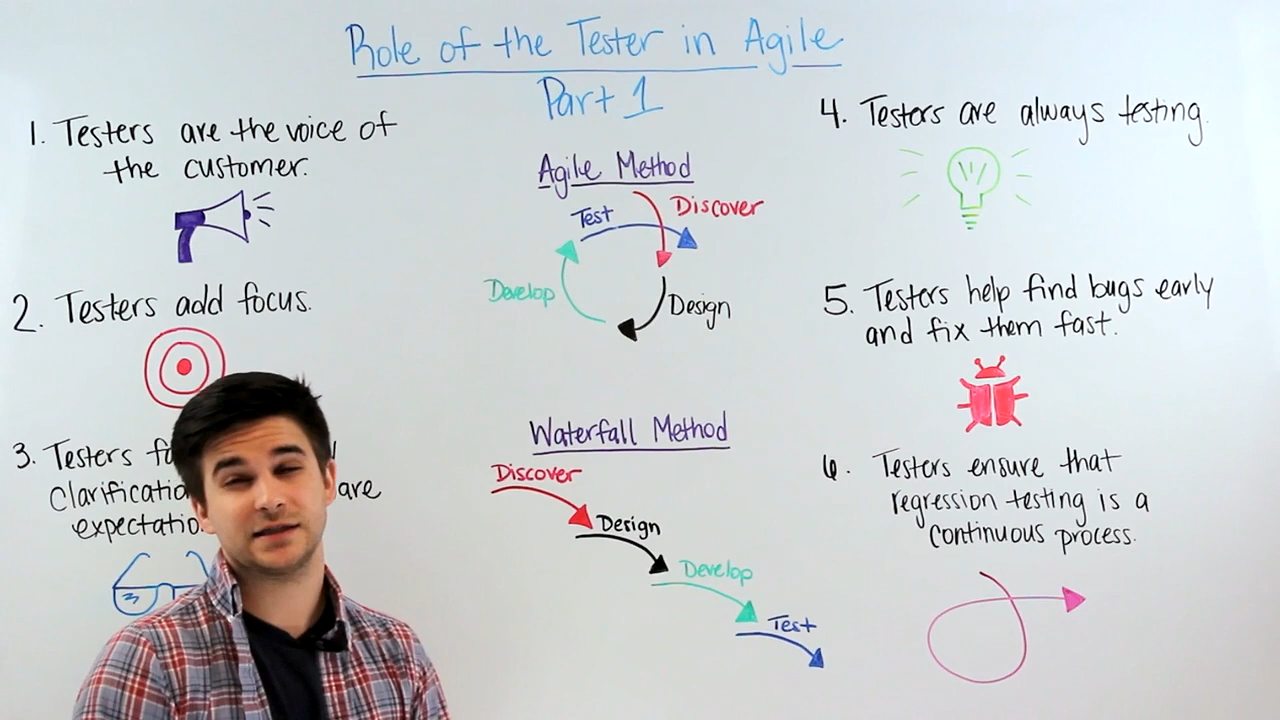 Role of the Tester in Agile
Part 1
1. Testers are the voice of
the customer.
2. Testers add focus.
3. Testers
are
Agile Method
Test
Discover
Develop
Design
Waterfall Method
Discover
Design
Develop
Test
4. Testers are always testing.
5. Testers help find bugs early
and fix them fast.
6. Testers ensure that
regression testing is a
continuous process.